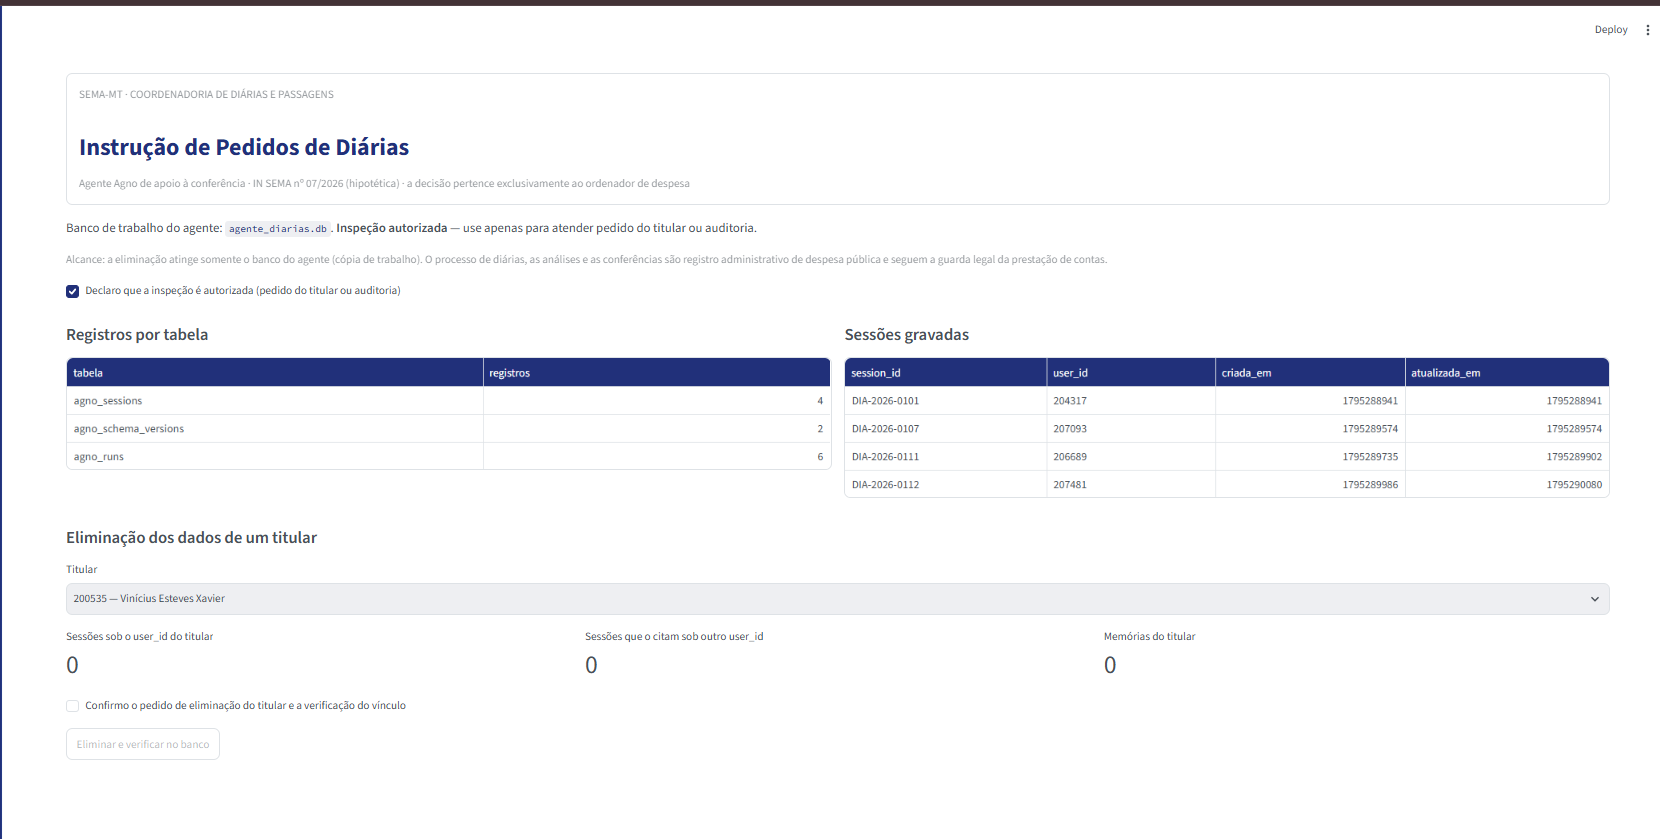 Deploy
SEMA-MT · COORDENADORIA DE DIÁRIAS E PASSAGENS
Instrução de Pedidos de Diárias
Agente Agno de apoio à conferência · IN SEMA nº 07/2026 (hipotética) · a decisão pertence exclusivamente ao ordenador de despesa
Banco de trabalho do agente: agente_diarias.db. Inspeção autorizada — use apenas para atender pedido do titular ou auditoria.
Alcance: a eliminação atinge somente o banco do agente (cópia de trabalho). O processo de diárias, as análises e as conferências são registro administrativo de despesa pública e seguem a guarda legal da prestação de contas.
Declaro que a inspeção é autorizada (pedido do titular ou auditoria)
Registros por tabela
tabela registros
agno_sessions 4
agno_schema_versions 2
agno_runs 6
Sessões gravadas
session_id user_id criada_em atualizada_em
DIA-2026-0101 204317 1795288941 1795288941
DIA-2026-0107 207093 1795289574 1795289574
DIA-2026-0111 206689 1795289735 1795289902
DIA-2026-0112 207481 1795289986 1795290080
Eliminação dos dados de um titular
Titular
200535 — Vinícius Esteves Xavier
Sessões sob o user_id do titular Sessões que o citam sob outro user_id Memórias do titular
0 0 0
Confirmo o pedido de eliminação do titular e a verificação do vínculo
Eliminar e verificar no banco